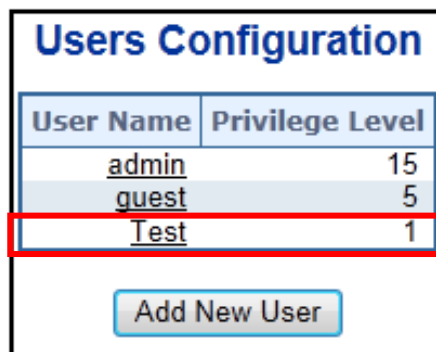 Users Configuration
User Name Privilege Level
admin 15
guest 5
Test 1
Add New User